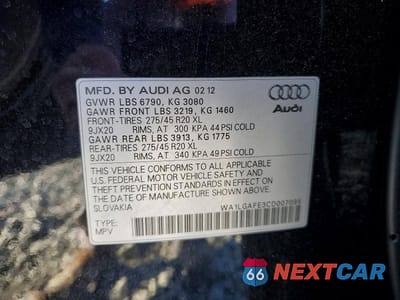 MFD. BY AUDI AG 02 12
GVWR LBS 6790, KG 3080
GAWR FRONT LBS 3219, KG 1460
FRONT-TIRES 275/45 R20 XL
9JX20 RIMS, AT 300 KPA 44 PSI COLD
GAWR REAR LBS 3913, KG 1775
REAR-TIRES 275/45 R20 XL
9JX20 RIMS, AT 340 KPA 49 PSI COLD
Audi
THIS VEHICLE CONFORMS TO ALL APPLICABLE
U.S. FEDERAL MOTOR VEHICLE SAFETY AND
THEFT PREVENTION STANDARDS IN EFFECT ON
THE DATE OF MANUFACTURE SHOWN ABOVE.
SLOVAKIA
TYPE:
MPV
66 NEXTCAR